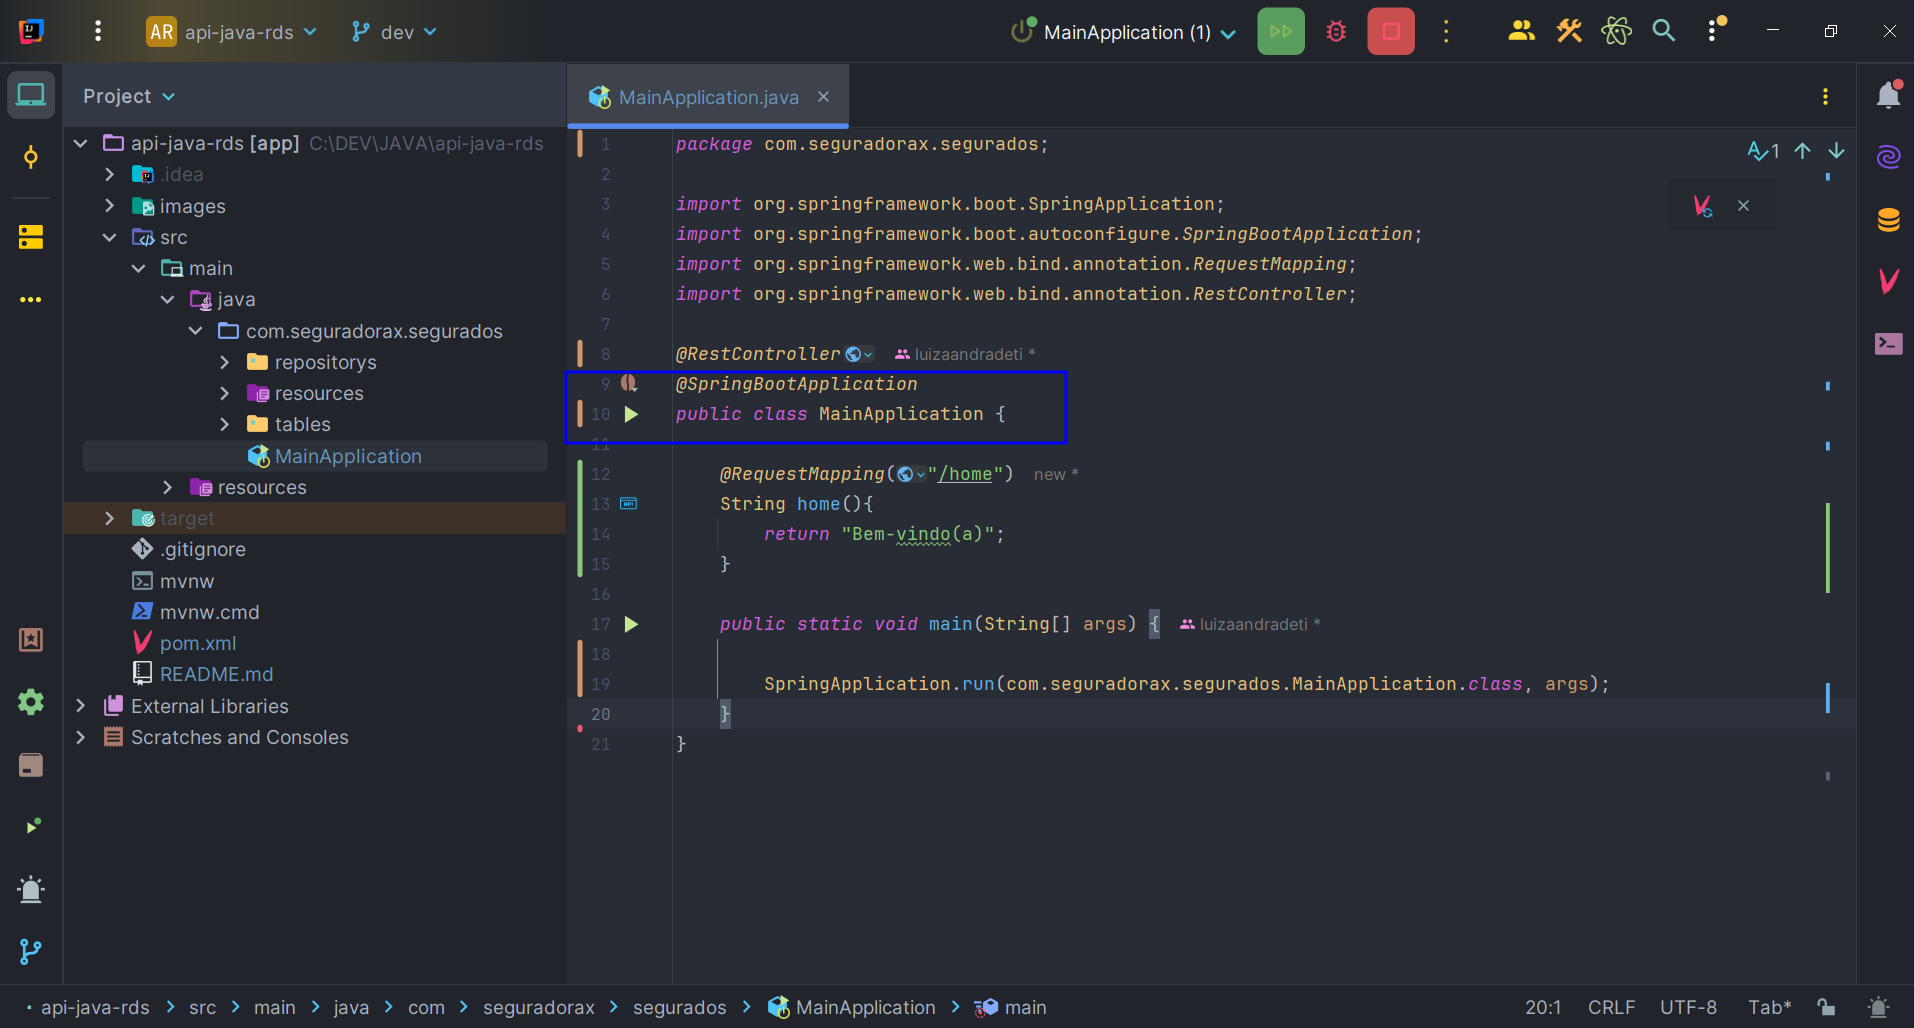 AR api-java-rds dev MainApplication (1)
Project
MainApplication.java
api-java-rds [app] C:\DEV\JAVA\api-java-rds
.idea
images
src
main
java
com.seguradorax.segurados
repositorys
resources
tables
MainApplication
resources
target
.gitignore
mvnw
mvnw.cmd
pom.xml
README.md
External Libraries
Scratches and Consoles
1 package com.seguradorax.segurados;
2
3 import org.springframework.boot.SpringApplication;
4 import org.springframework.boot.autoconfigure.SpringBootApplication;
5 import org.springframework.web.bind.annotation.RequestMapping;
6 import org.springframework.web.bind.annotation.RestController;
7
8 @RestController luizaandradeti *
9 @SpringBootApplication
10 public class MainApplication {
11
12 @RequestMapping("/home") new *
13 String home(){
14 return "Bem-vindo(a)";
15 }
16
17 public static void main(String[] args) { luizaandradeti *
18
19 SpringApplication.run(com.seguradorax.segurados.MainApplication.class, args);
20 }
21 }
1
API
api-java-rds src main java com seguradorax segurados MainApplication main 20:1 CRLF UTF-8 Tab*